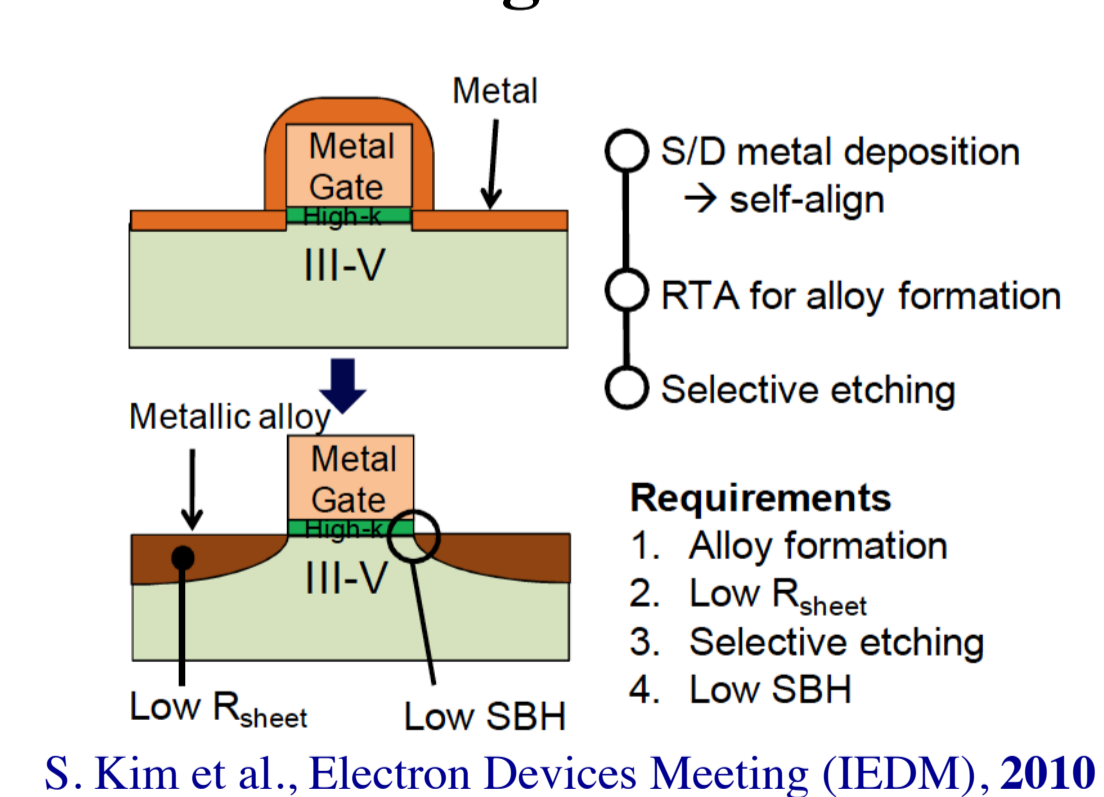 Metal
Metal
Gate
High-k
III-V
S/D metal deposition
→ self-align
RTA for alloy formation
Selective etching
Metallic alloy
Metal
Gate
High-k
III-V
Low Rsheet
Low SBH
Requirements
1. Alloy formation
2. Low Rsheet
3. Selective etching
4. Low SBH
S. Kim et al., Electron Devices Meeting (IEDM), 2010